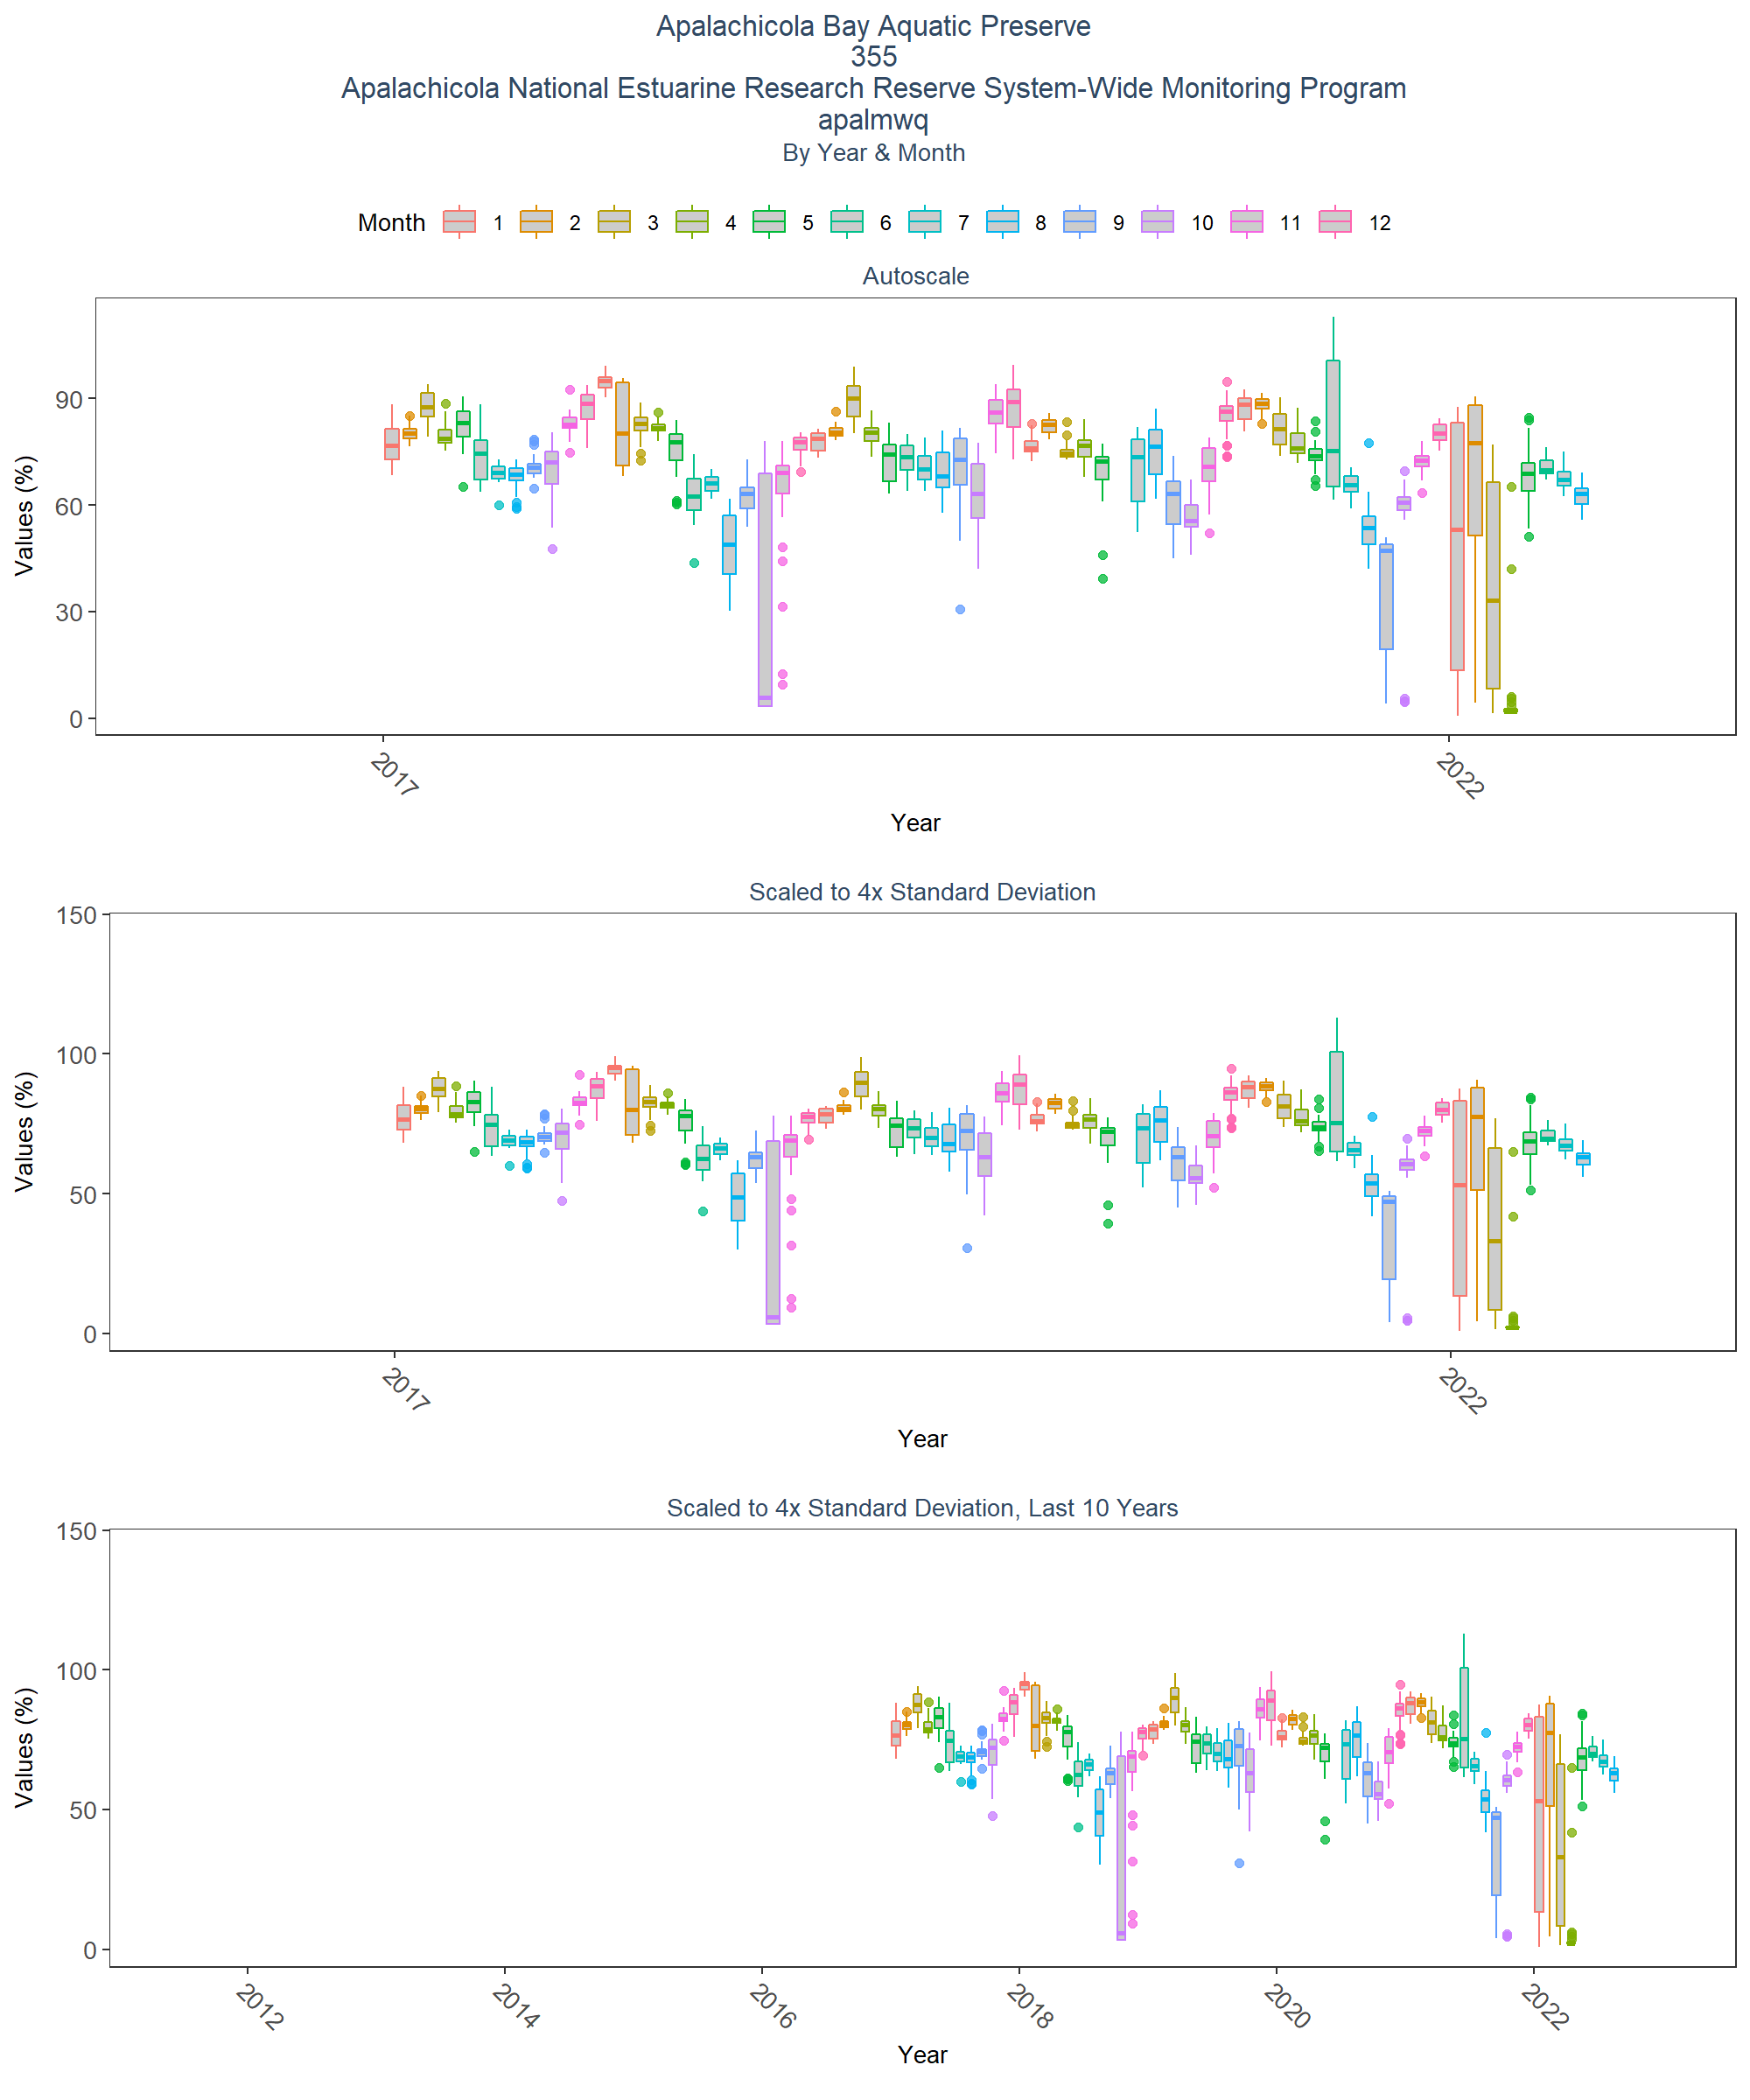 Apalachicola Bay Aquatic Preserve
355
Apalachicola National Estuarine Research Reserve System-Wide Monitoring Program
apalmwq
By Year & Month
Month 1 2 3 4 5 6 7 8 9 10 11 12
Autoscale
Values (%)
90
60
30
0
2017 2022
Year
Scaled to 4x Standard Deviation
Values (%)
150
100
50
0
2017 2022
Year
Scaled to 4x Standard Deviation, Last 10 Years
Values (%)
150
100
50
0
2012 2014 2016 2018 2020 2022
Year